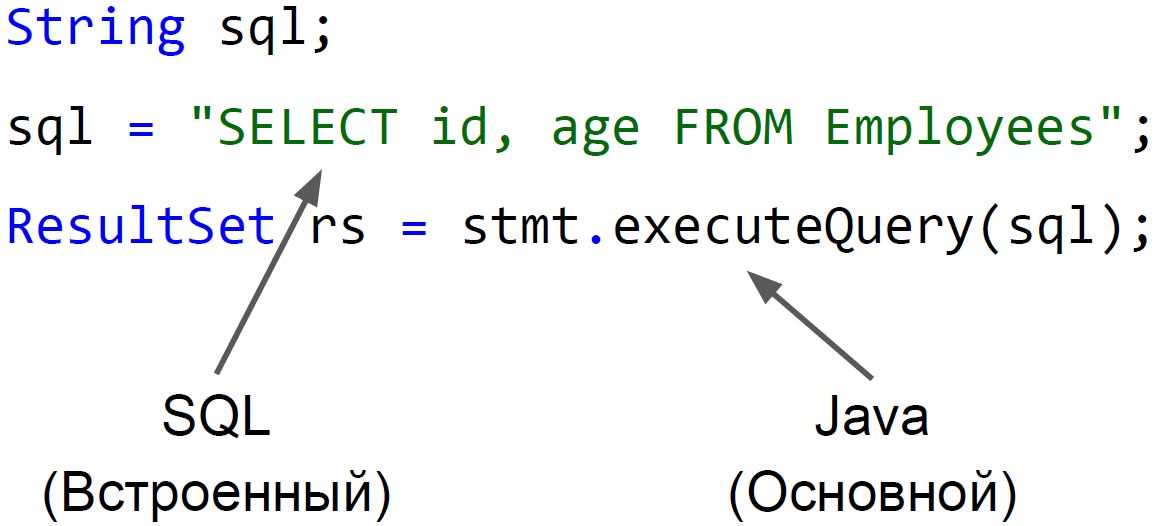 String sql;
sql = "SELECT id, age FROM Employees";
ResultSet rs = stmt.executeQuery(sql);
SQL
(Встроенный)
Java
(Основной)